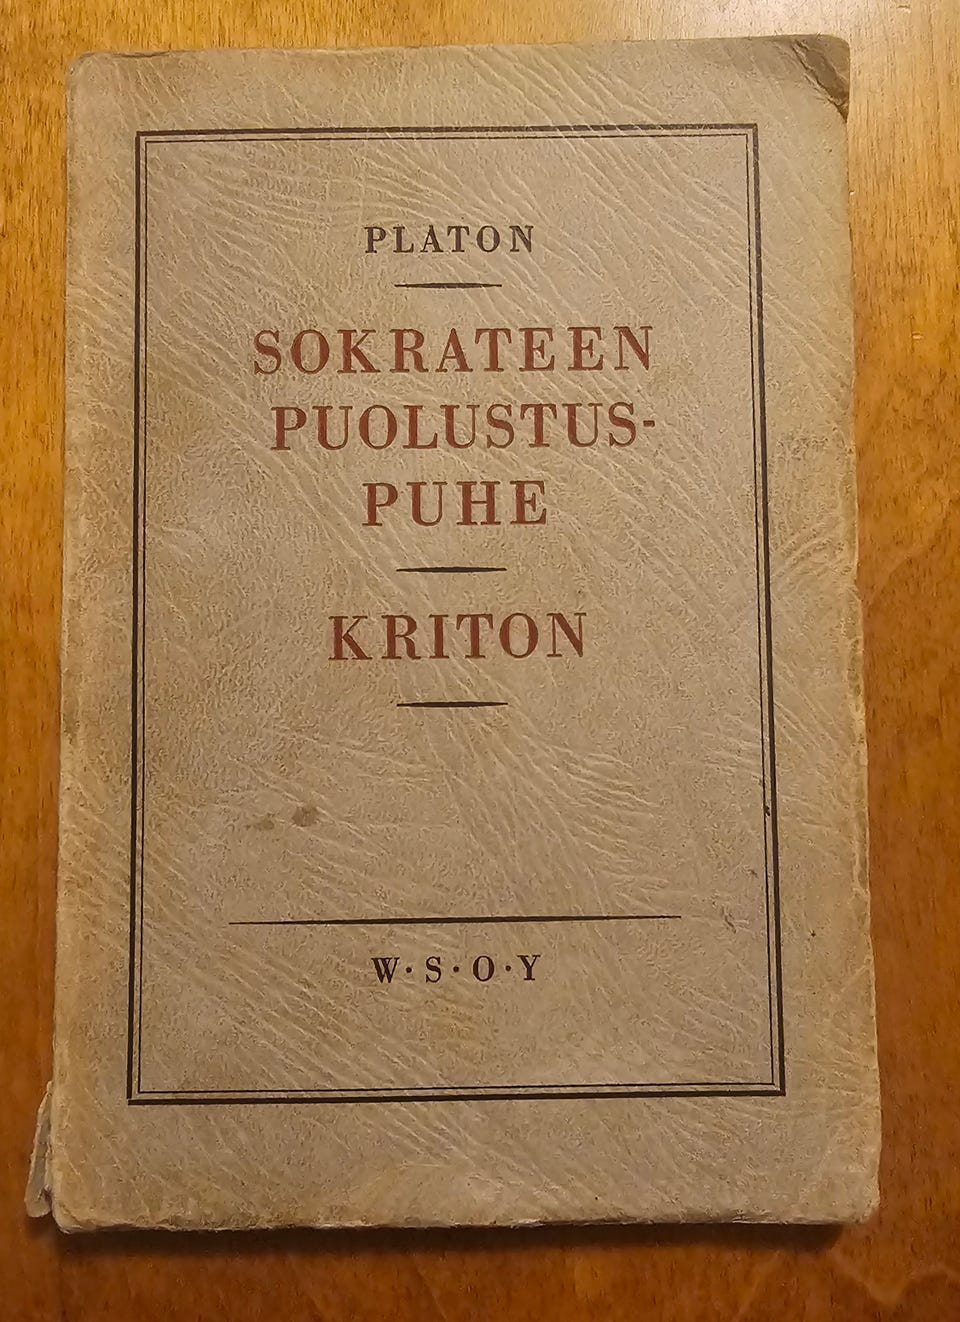 PLATON
SOKRATEEN
PUOLUSTUS-
PUHE
KRITON
W·S·O·Y